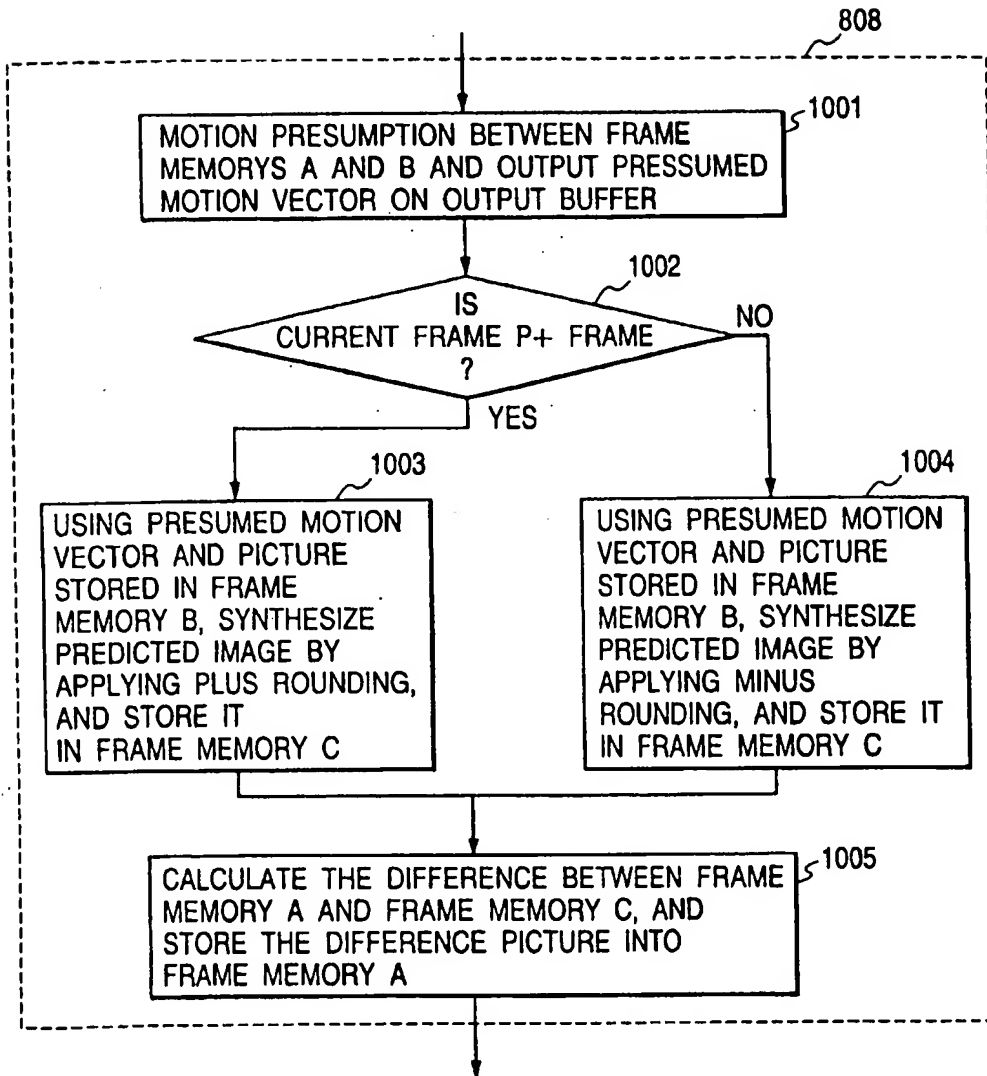 808
1001
MOTION PRESUMPTION BETWEEN FRAME
MEMORYS A AND B AND OUTPUT PRESSUMED
MOTION VECTOR ON OUTPUT BUFFER
1002
IS
CURRENT FRAME P+ FRAME
?
NO
YES
1003
USING PRESUMED MOTION
VECTOR AND PICTURE
STORED IN FRAME
MEMORY B, SYNTHESIZE
PREDICTED IMAGE BY
APPLYING PLUS ROUNDING,
AND STORE IT
IN FRAME MEMORY C
1004
USING PRESUMED MOTION
VECTOR AND PICTURE
STORED IN FRAME
MEMORY B, SYNTHESIZE
PREDICTED IMAGE BY
APPLYING MINUS
ROUNDING, AND STORE IT
IN FRAME MEMORY C
1005
CALCULATE THE DIFFERENCE BETWEEN FRAME
MEMORY A AND FRAME MEMORY C, AND
STORE THE DIFFERENCE PICTURE INTO
FRAME MEMORY A